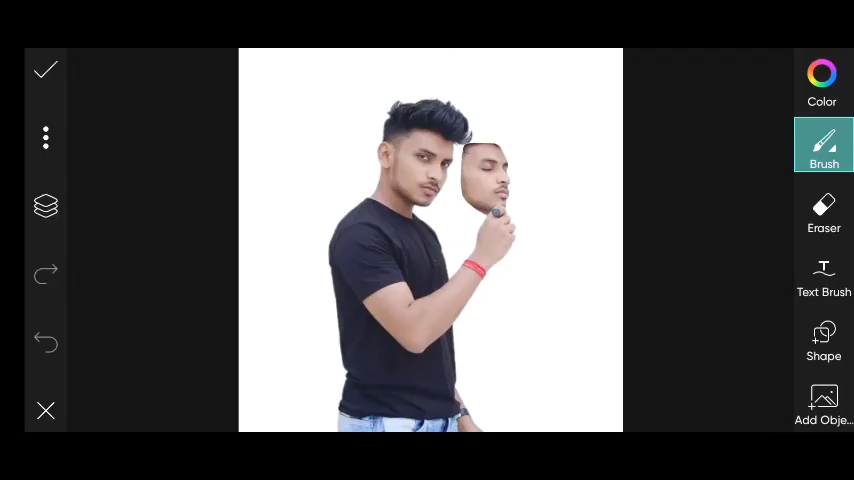 Color
Brush
Eraser
Text Brush
Shape
Add Obje...